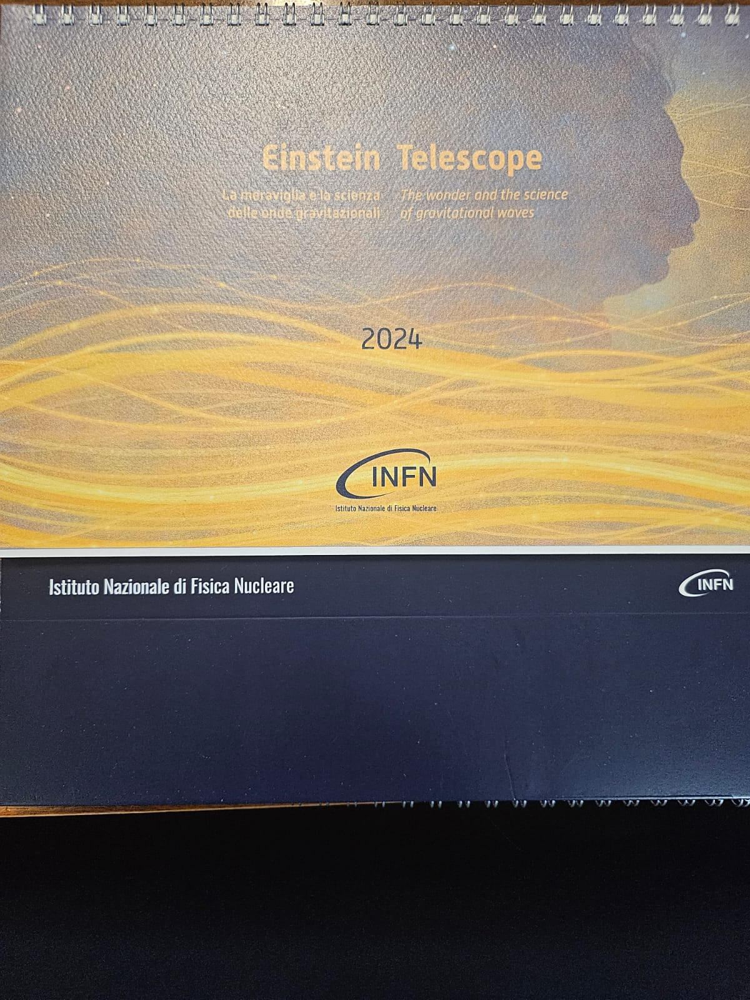 Einstein Telescope
La meraviglia e la scienza
delle onde gravitazionali
The wonder and the science
of gravitational waves
2024
INFN
Istituto Nazionale di Fisica Nucleare
Istituto Nazionale di Fisica Nucleare
INFN